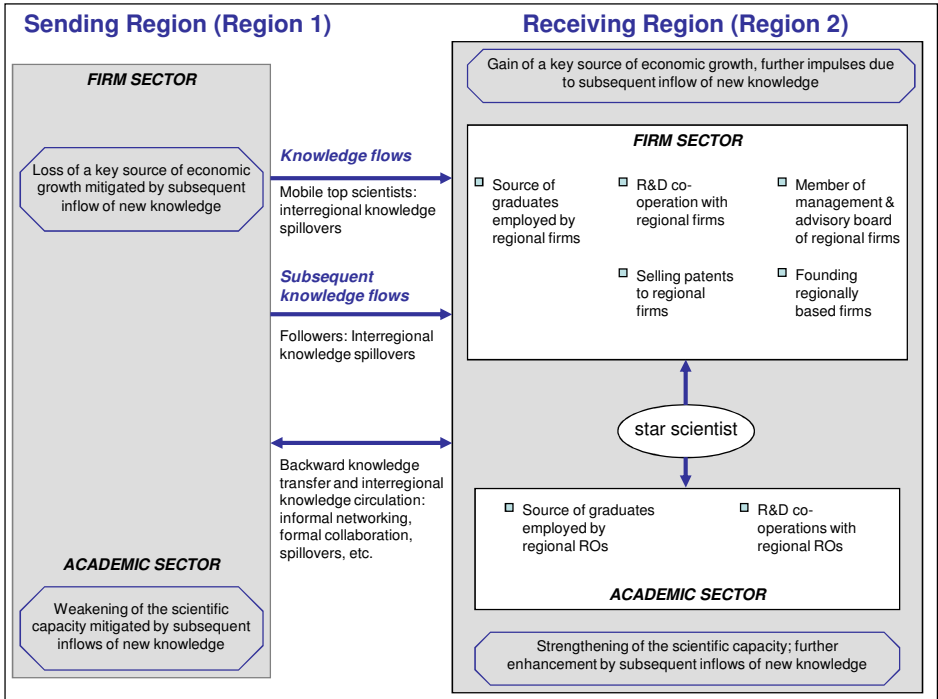 Sending Region (Region 1)
FIRM SECTOR
Loss of a key source of economic
growth mitigated by subsequent
inflow of new knowledge
ACADEMIC SECTOR
Weakening of the scientific
capacity mitigated by subsequent
inflows of new knowledge
Knowledge flows
Mobile top scientists:
interregional knowledge
spillovers
Subsequent
knowledge flows
Followers: Interregional
knowledge spillovers
Backward knowledge
transfer and interregional
knowledge circulation:
informal networking,
formal collaboration,
spillovers, etc.
Receiving Region (Region 2)
Gain of a key source of economic growth, further impulses due
to subsequent inflow of new knowledge
FIRM SECTOR
Source of
graduates
employed by
regional firms
R&D co-
operation with
regional firms
Member of
management &
advisory board
of regional firms
Selling patents
to regional
firms
Founding
regionally
based firms
star scientist
Source of graduates
employed by
regional ROs
R&D co-
operations with
regional ROs
ACADEMIC SECTOR
Strengthening of the scientific capacity; further
enhancement by subsequent inflows of new knowledge